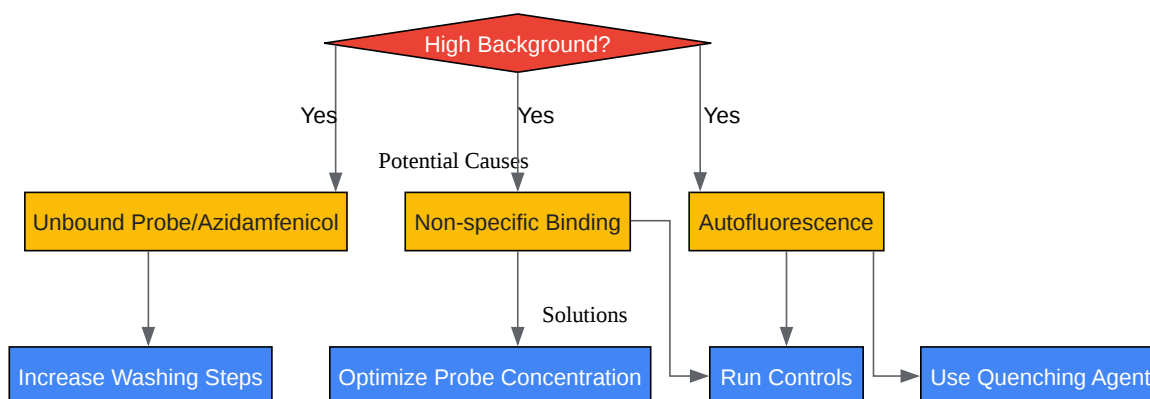 High Background?
Yes
Yes
Yes
Potential Causes
Unbound Probe/Azidamfenicol
Non-specific Binding
Autofluorescence
Solutions
Increase Washing Steps
Optimize Probe Concentration
Run Controls
Use Quenching Agent